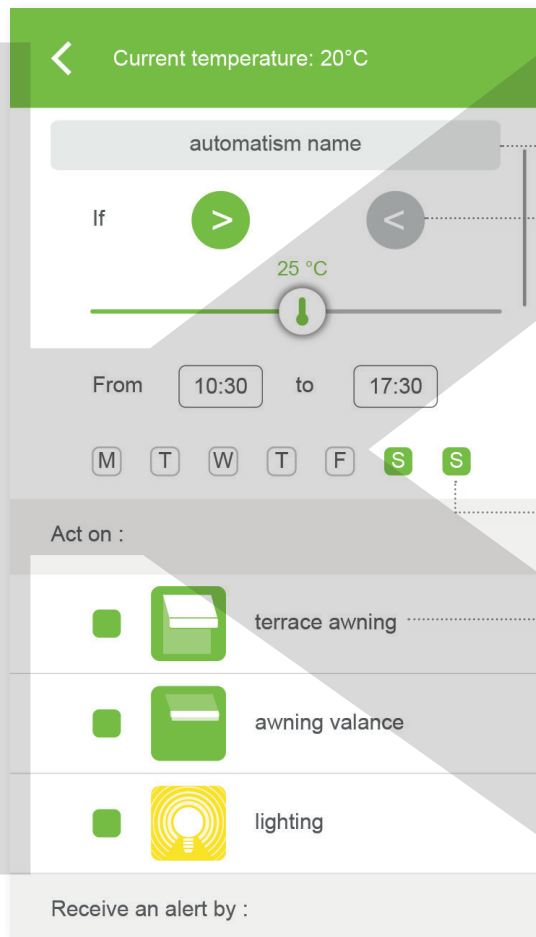 Current temperature: 20°C
automatism name
If > <
25 °C
From 10:30 to 17:30
M T W T F S S
Act on :
terrace awning
awning valance
lighting
Receive an alert by :